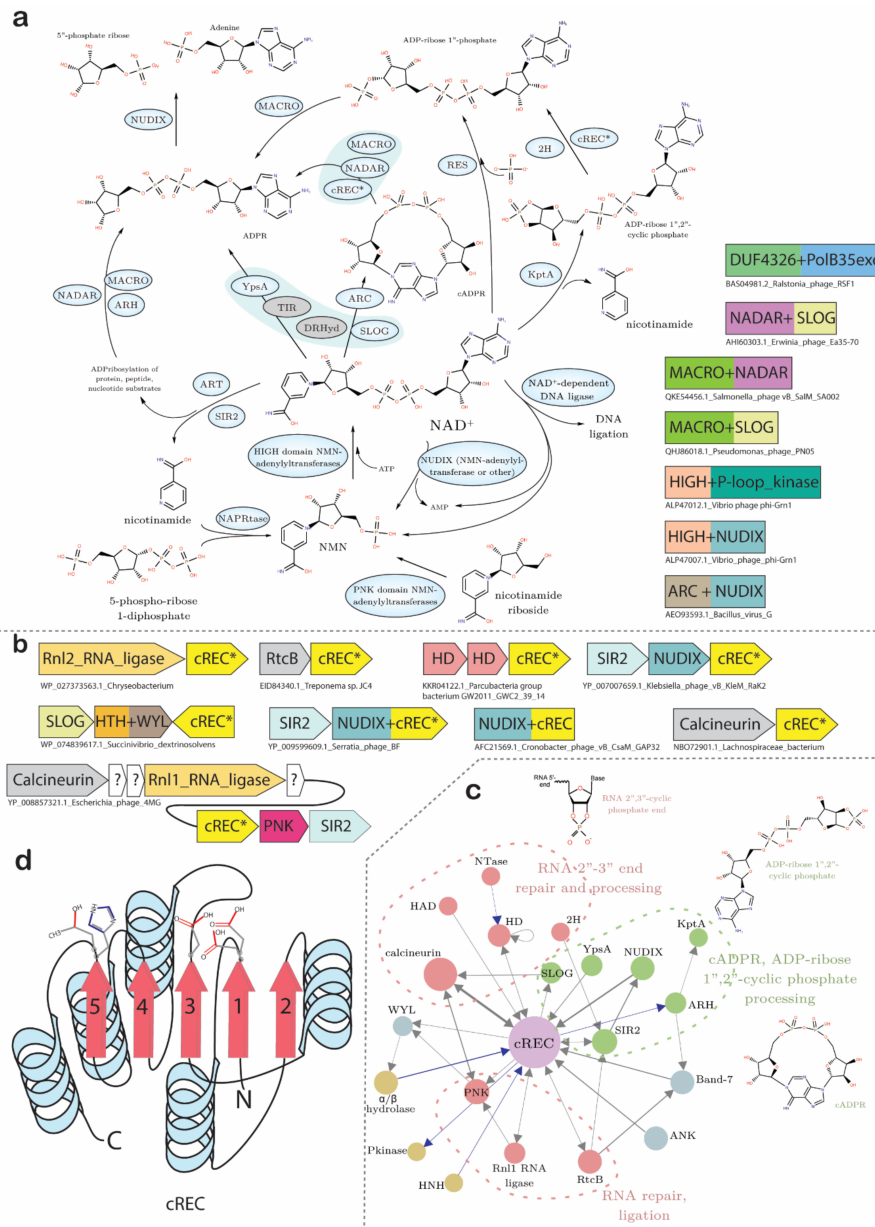 a
5"-phosphate ribose
Adenine
ADP-ribose 1"-phosphate
NUDIX
MACRO
MACRO
NADAR
cREC*
RES
2H
cREC*
ADPR
cADPR
ADP-ribose 1",2"-
cyclic phosphate
KptA
nicotinamide
NADAR
MACRO
ARH
YpsA
TIR
DRHyd
ARC
SLOG
ADPribosylation of
protein, peptide,
nucleotide substrates
ART
SIR2
NAD+
NAD+-dependent
DNA ligase
DNA
ligation
HIGH domain NMN-
adenylyltransferases
ATP
NUDIX (NMN-adenylyl-
transferase or other)
AMP
nicotinamide
NAPRtase
NMN
5-phospho-ribose
1-diphosphate
PNK domain NMN-
adenylyltransferases
nicotinamide
riboside
DUF4326+PolB35exo
BAS04981.2_Ralstonia_phage_RSF1
NADAR+ SLOG
AHI60303.1_Erwinia_phage_Ea35-70
MACRO+NADAR
QKE54456.1_Salmonella_phage vB_SalM_SA002
MACRO+SLOG
QHJ86018.1_Pseudomonas_phage_PN05
HIGH+P-loop_kinase
ALP47012.1_Vibrio phage phi-Grn1
HIGH+NUDIX
ALP47007.1_Vibrio_phage_phi-Grn1
ARC + NUDIX
AEO93593.1_Bacillus_virus_G
b
Rnl2_RNA_ligase cREC*
WP_027373563.1_Chryseobacterium
RtcB cREC*
EID84340.1_Treponema sp. JC4
HD HD cREC*
KKR04122.1_Parcubacteria group
bacterium GW2011_GWC2_39_14
SIR2 NUDIX cREC*
YP_007007659.1_Klebsiella_phage_vB_KleM_RaK2
SLOG HTH+WYL cREC*
WP_074839617.1_Succinivibrio_dextrinosolvens
SIR2 NUDIX+cREC*
YP_009599609.1_Serratia_phage_BF
NUDIX+cREC
AFC21569.1_Cronobacter_phage_vB_CsaM_GAP32
Calcineurin cREC*
NBO72901.1_Lachnospiraceae_bacterium
Calcineurin ? ? Rnl1_RNA_ligase ?
YP_008857321.1_Escherichia_phage_4MG
cREC* PNK SIR2
c
RNA 5'-
end
Base
RNA 2",3"-cyclic
phosphate end
ADP-ribose 1",2"-
cyclic phosphate
NTase
RNA 2"-3" end
repair and processing
HAD
HD
2H
KptA
calcineurin
SLOG
YpsA
NUDIX
cADPR, ADP-ribose
1",2"-cyclic phosphate
processing
WYL
cREC
SIR2
ARH
α/β
hydrolase
PNK
Band-7
cADPR
Pkinase
Rnl1 RNA
ligase
ANK
HNH
RtcB
RNA repair,
ligation
d
CH3
OH
5
4
3
1
2
N
C
cREC